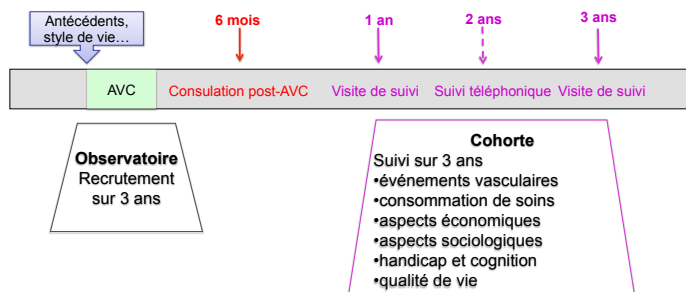 Antécédents,
style de vie…
6 mois
1 an
2 ans
3 ans
AVC
Consulation post-AVC
Visite de suivi
Suivi téléphonique
Visite de suivi
Observatoire
Recrutement
sur 3 ans
Cohorte
Suivi sur 3 ans
•événements vasculaires
•consommation de soins
•aspects économiques
•aspects sociologiques
•handicap et cognition
•qualité de vie